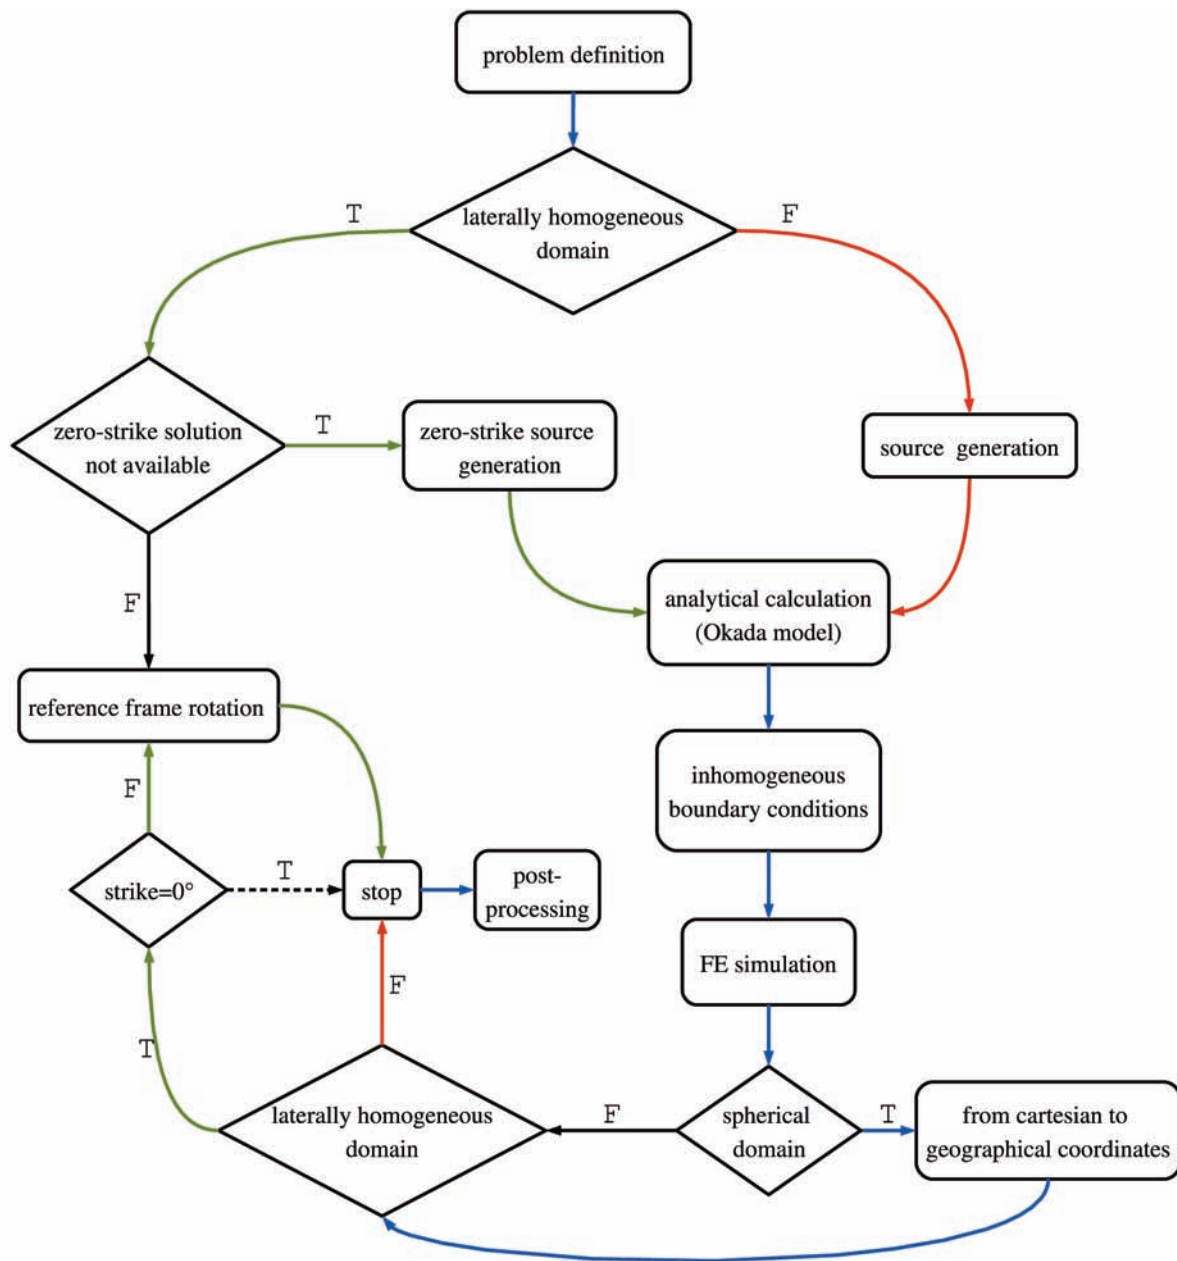 problem definition
laterally homogeneous
domain
T
F
zero-strike solution
not available
T
zero-strike source
generation
source generation
F
analytical calculation
(Okada model)
reference frame rotation
inhomogeneous
boundary conditions
F
strike=0°
T
stop
post-
processing
FE simulation
F
T
laterally homogeneous
domain
F
spherical
domain
T
from cartesian to
geographical coordinates